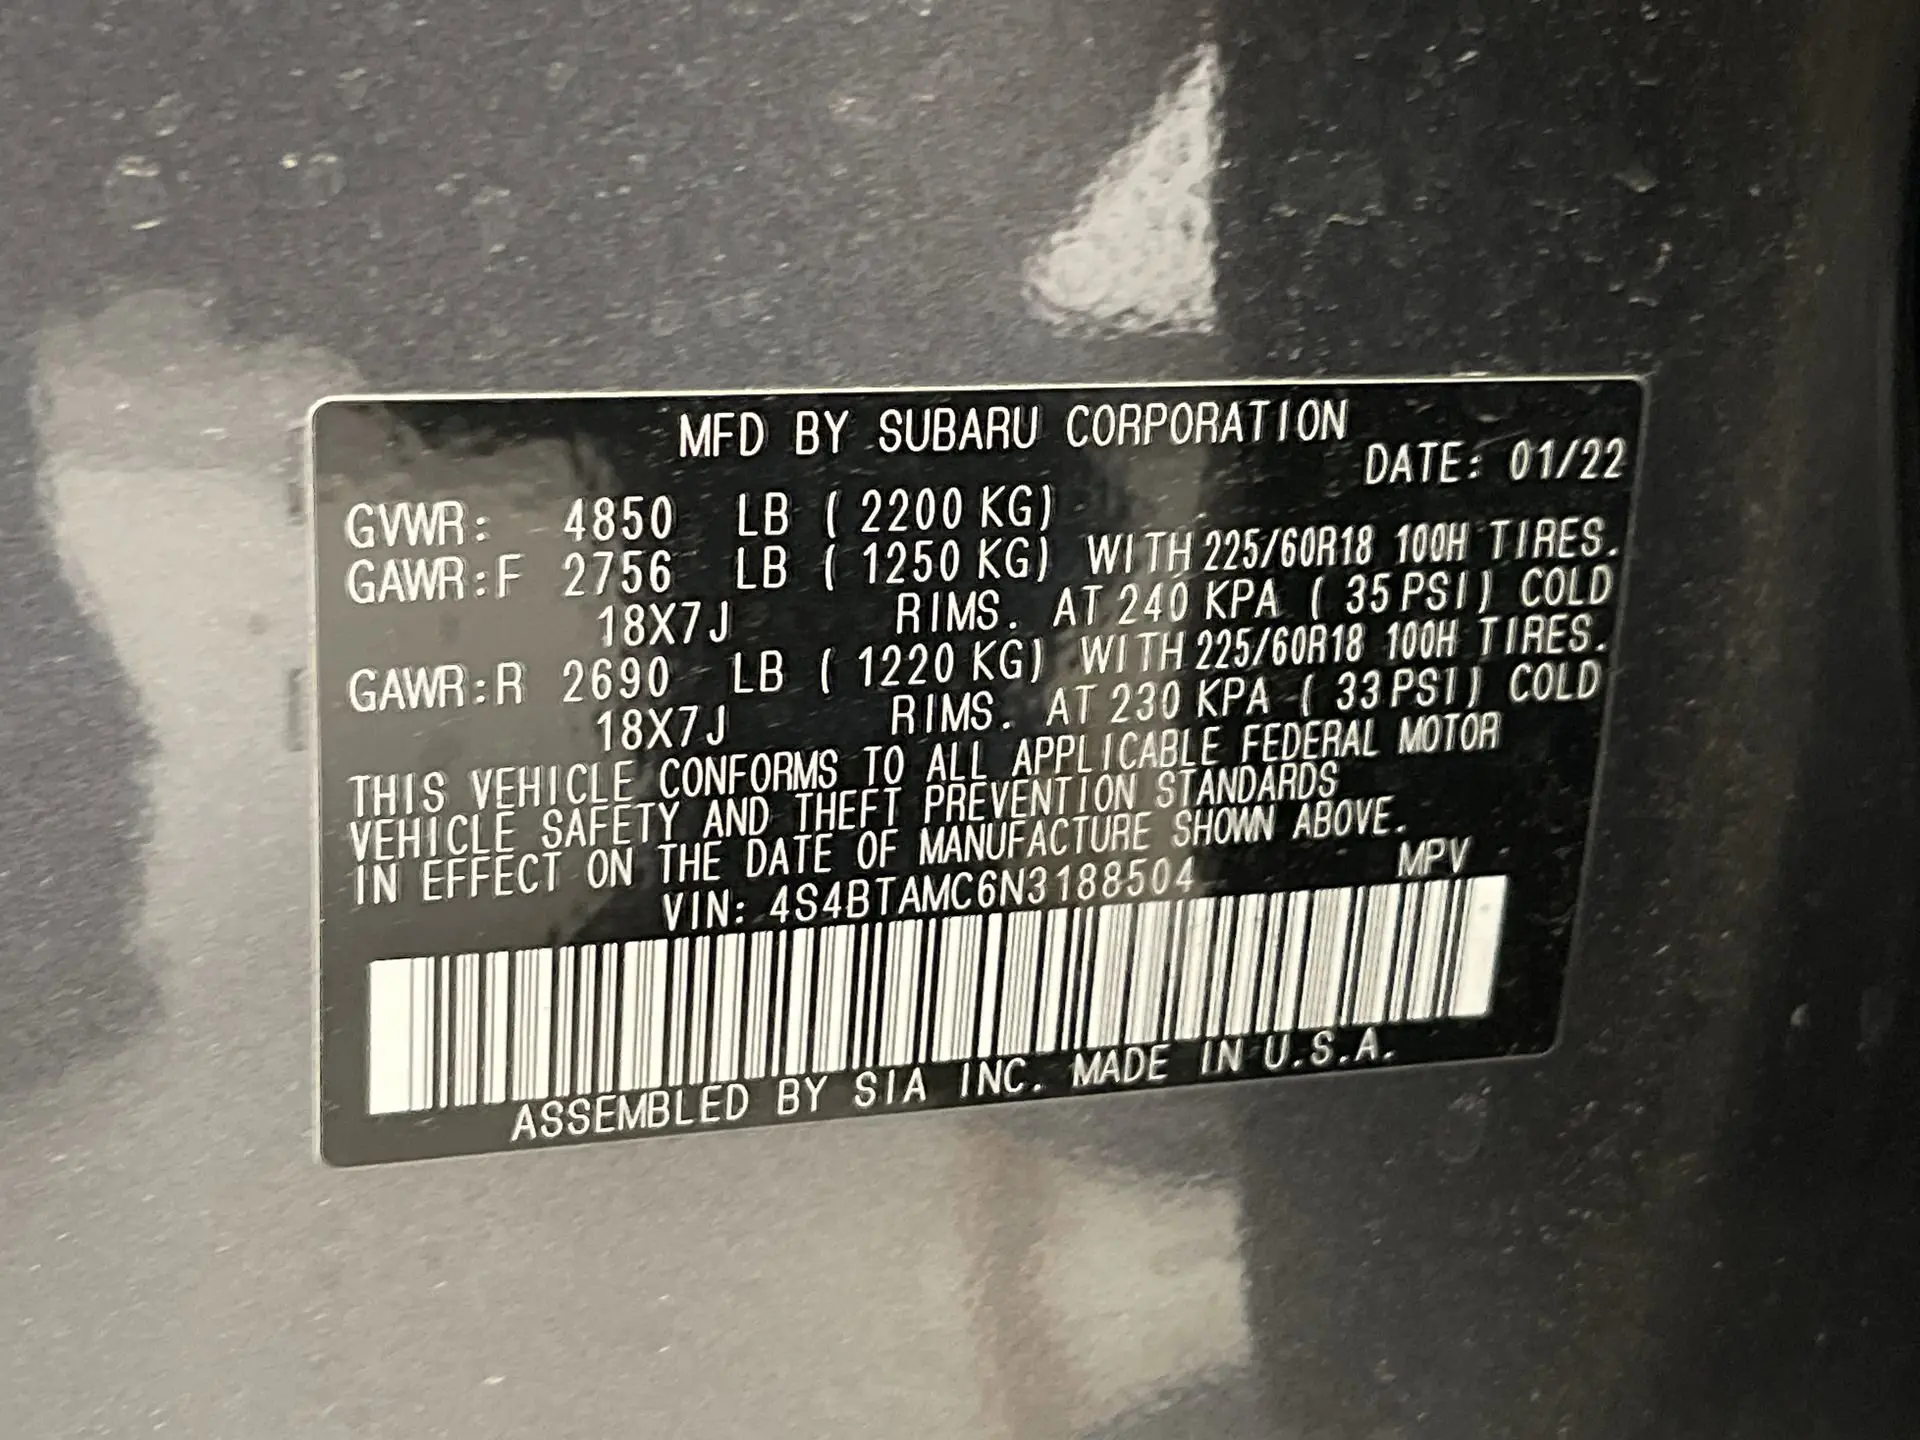 MFD BY SUBARU CORPORATION
DATE: 01/22
GVWR: 4850 LB ( 2200 KG)
GAWR:F 2756 LB ( 1250 KG) WITH 225/60R18 100H TIRES.
18X7J RIMS. AT 240 KPA ( 35 PSI) COLD
GAWR:R 2690 LB ( 1220 KG) WITH 225/60R18 100H TIRES.
18X7J RIMS. AT 230 KPA ( 33 PSI) COLD
THIS VEHICLE CONFORMS TO ALL APPLICABLE FEDERAL MOTOR
VEHICLE SAFETY AND THEFT PREVENTION STANDARDS
IN EFFECT ON THE DATE OF MANUFACTURE SHOWN ABOVE.
VIN: 4S4BTAMC6N3188504 MPV
ASSEMBLED BY SIA INC. MADE IN U.S.A.